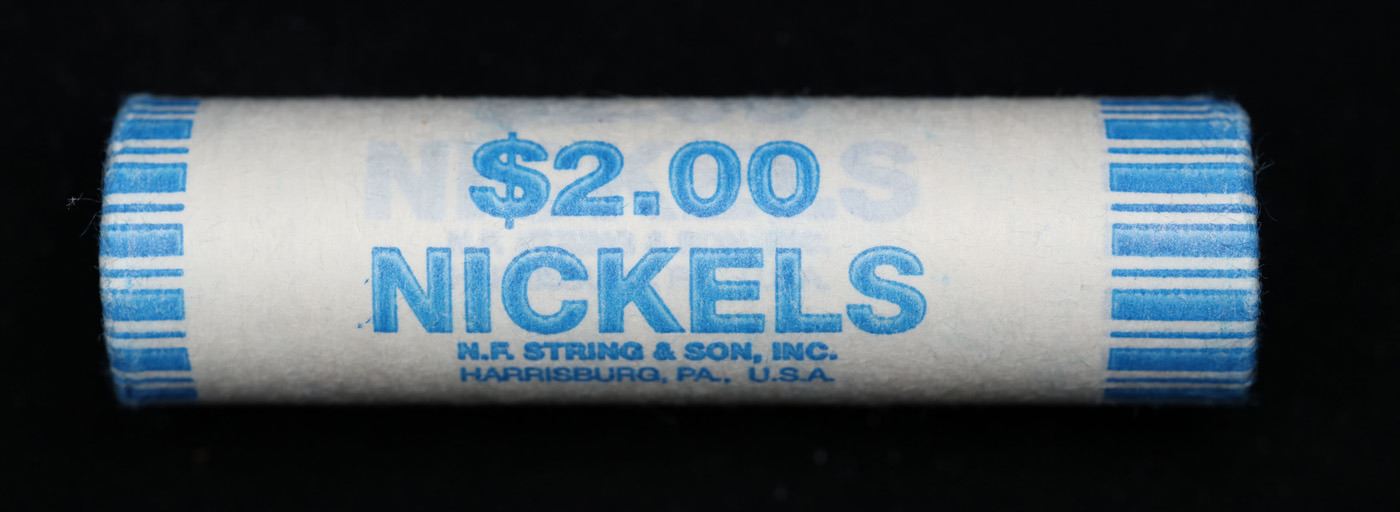 $2.00
NICKELS
N.F. STRING & SON, INC.
HARRISBURG, PA., U.S.A.